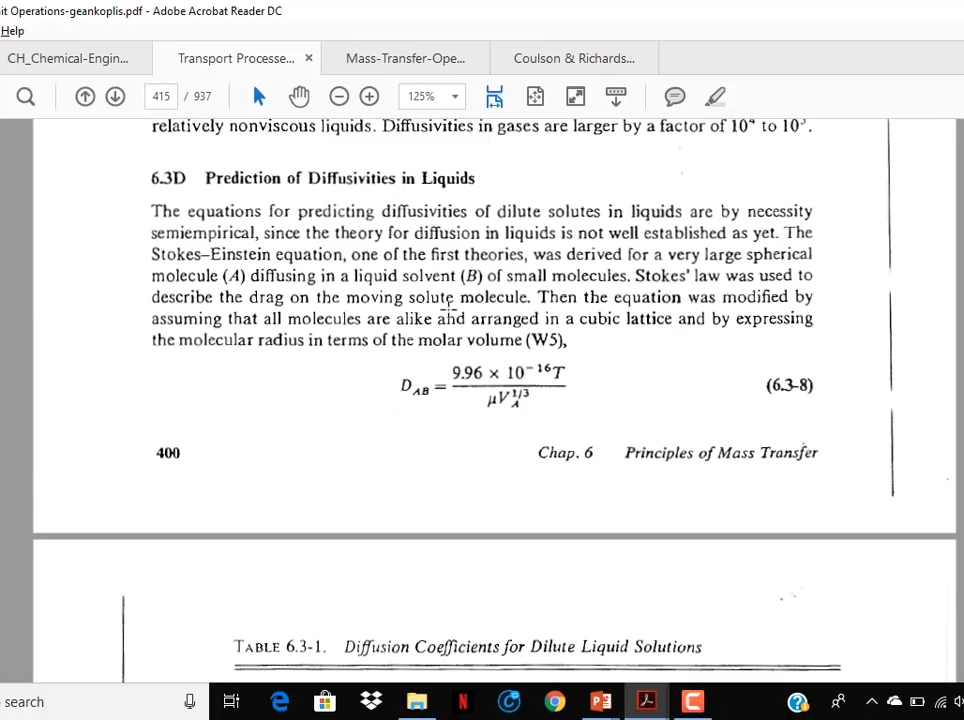 it Operations-geankoplis.pdf - Adobe Acrobat Reader DC
Help
CH_Chemical-Engin...
Transport Processe... ×
Mass-Transfer-Ope...
Coulson & Richards...
415 / 937
125%
relatively nonviscous liquids. Diffusivities in gases are larger by a factor of 10⁴ to 10⁵.
6.3D Prediction of Diffusivities in Liquids
The equations for predicting diffusivities of dilute solutes in liquids are by necessity
semiempirical, since the theory for diffusion in liquids is not well established as yet. The
Stokes–Einstein equation, one of the first theories, was derived for a very large spherical
molecule (A) diffusing in a liquid solvent (B) of small molecules. Stokes' law was used to
describe the drag on the moving solute molecule. Then the equation was modified by
assuming that all molecules are alike and arranged in a cubic lattice and by expressing
the molecular radius in terms of the molar volume (W5),
D_AB = 9.96 × 10⁻¹⁶T / μV_A^1/3 (6.3-8)
400 Chap. 6 Principles of Mass Transfer
TABLE 6.3-1. Diffusion Coefficients for Dilute Liquid Solutions
search